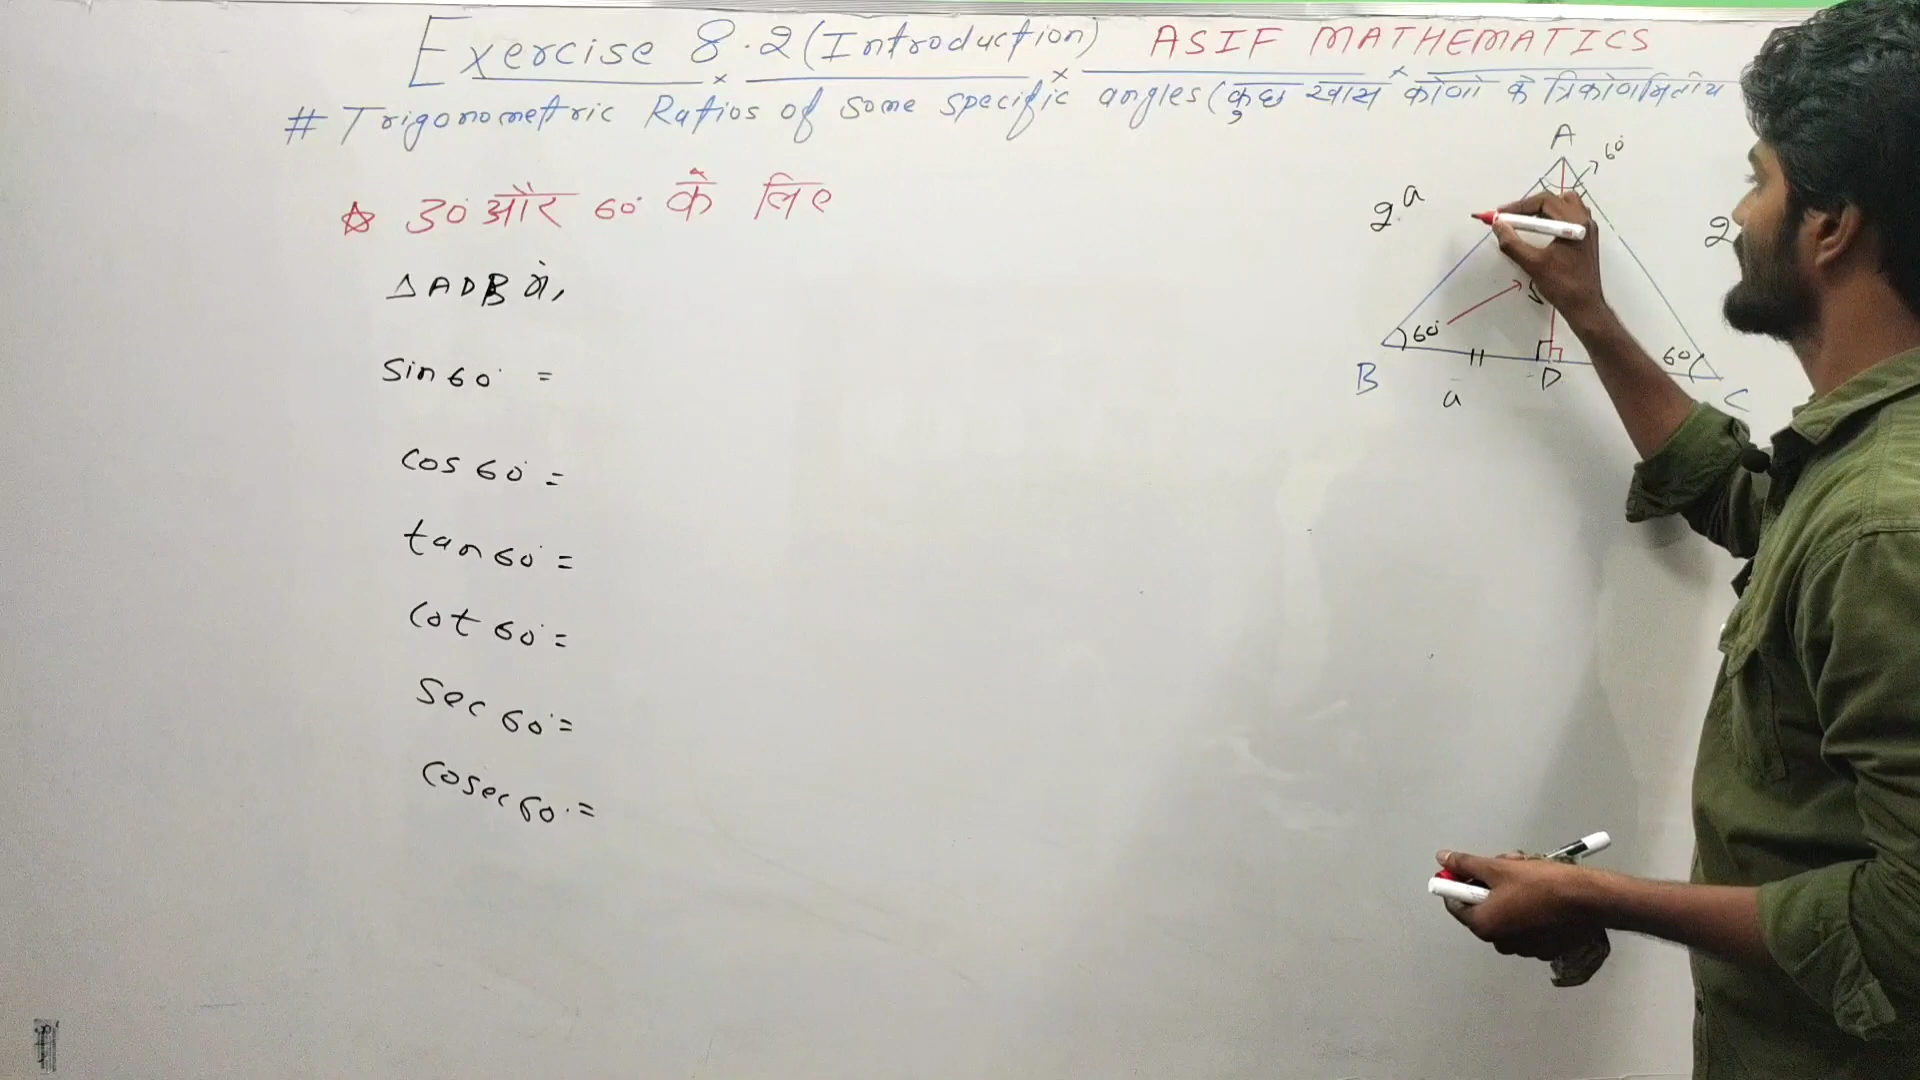 Exercise 8.2 (Introduction) ASIF MATHEMATICS
# Trigonometric Ratios of some specific angles (कुछ खास कोणों के त्रिकोणमितीय
☆ 30° और 60° के लिए
△ADB में,
sin 60° =
cos 60° =
tan 60° =
cot 60° =
sec 60° =
cosec 60° =
A
60°
2a
2
60°
60°
B
D
C
a